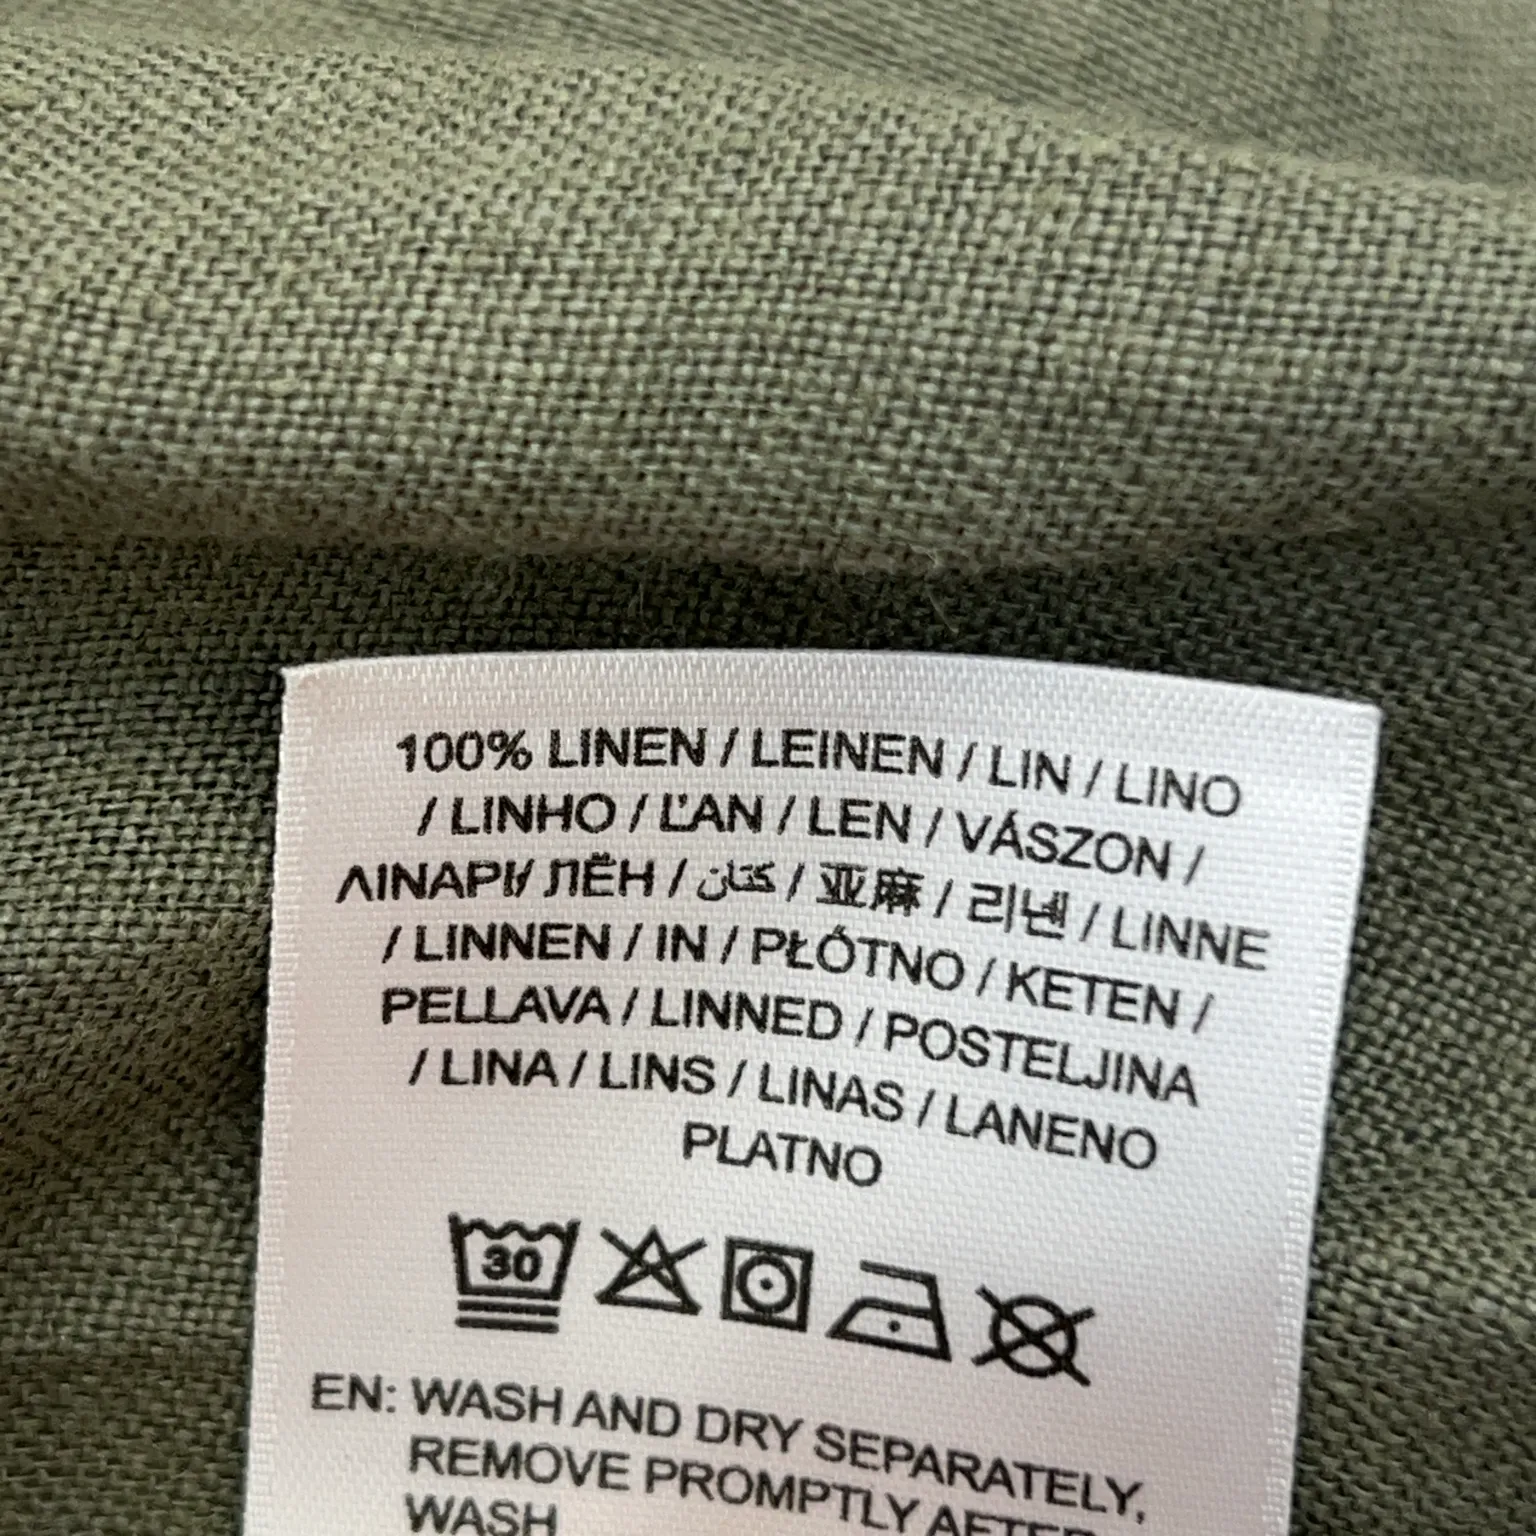 100% LINEN / LEINEN / LIN / LINO
/ LINHO / ĽAN / LEN / VÁSZON /
ΛΙΝΑΡΙ/ ЛЁН / كتان / 亚麻 / 리넨 / LINNE
/ LINNEN / IN / PŁÓTNO / KETEN /
PELLAVA / LINNED / POSTELJINA
/ LINA / LINS / LINAS / LANENO
PLATNO
30
EN: WASH AND DRY SEPARATELY,
REMOVE PROMPTLY AFTER
WASH